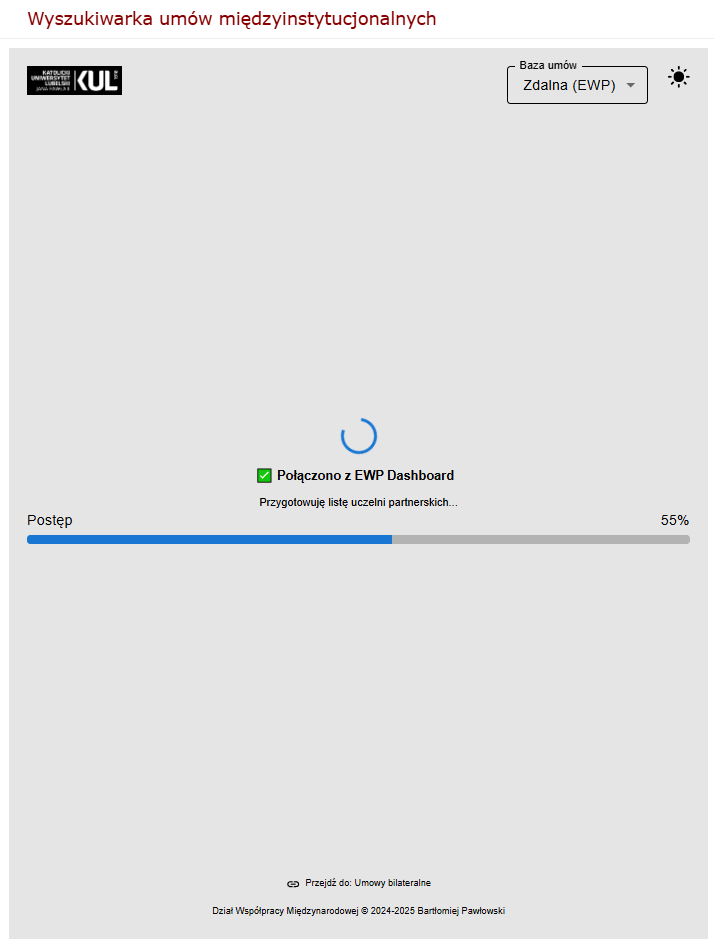 Wyszukiwarka umów międzyinstytucjonalnych
KATOLICKI
UNIWERSYTET
LUBELSKI
JANA PAWŁA II
KUL
Baza umów
Zdalna (EWP)
Połączono z EWP Dashboard
Przygotowuję listę uczelni partnerskich...
Postęp 55%
Przejdź do: Umowy bilateralne
Dział Współpracy Międzynarodowej © 2024-2025 Bartłomiej Pawłowski